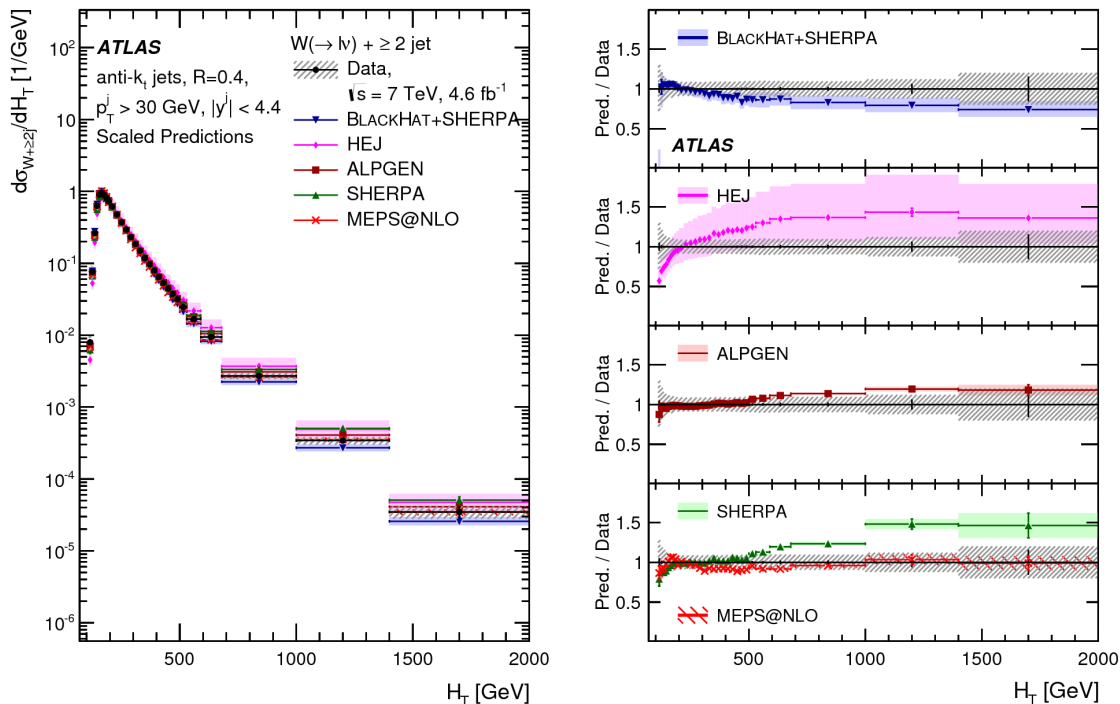 dσ_{W+≥2j}/dH_T [1/GeV]
10²
10
1
10⁻¹
10⁻²
10⁻³
10⁻⁴
10⁻⁵
10⁻⁶
ATLAS
anti-k_t jets, R=0.4,
p_T^j > 30 GeV, |y^j| < 4.4
Scaled Predictions
W(→ lν) + ≥ 2 jet
Data,
√s = 7 TeV, 4.6 fb⁻¹
BLACKHAT+SHERPA
HEJ
ALPGEN
SHERPA
MEPS@NLO
500 1000 1500 2000
H_T [GeV]
Pred. / Data
1.5
1
0.5
BLACKHAT+SHERPA
ATLAS
Pred. / Data
1.5
1
0.5
HEJ
Pred. / Data
1.5
1
0.5
ALPGEN
Pred. / Data
1.5
1
0.5
SHERPA
MEPS@NLO
500 1000 1500 2000
H_T [GeV]